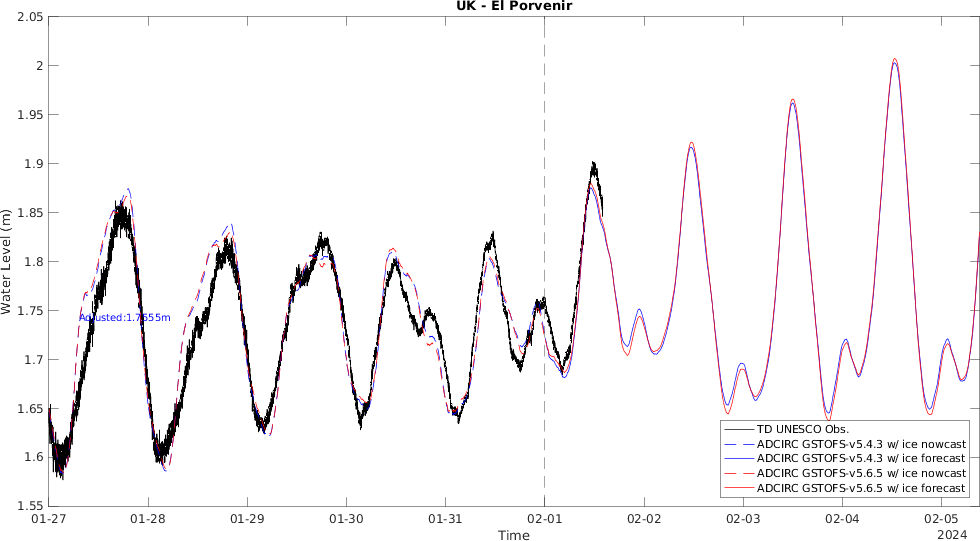 UK - El Porvenir
2.05
2
1.95
1.9
1.85
1.8
1.75
1.7
1.65
1.6
1.55
Water Level (m)
Adjusted:1.7655m
TD UNESCO Obs.
ADCIRC GSTOFS-v5.4.3 w/ ice nowcast
ADCIRC GSTOFS-v5.4.3 w/ ice forecast
ADCIRC GSTOFS-v5.6.5 w/ ice nowcast
ADCIRC GSTOFS-v5.6.5 w/ ice forecast
01-27 01-28 01-29 01-30 01-31 02-01 02-02 02-03 02-04 02-05
Time
2024